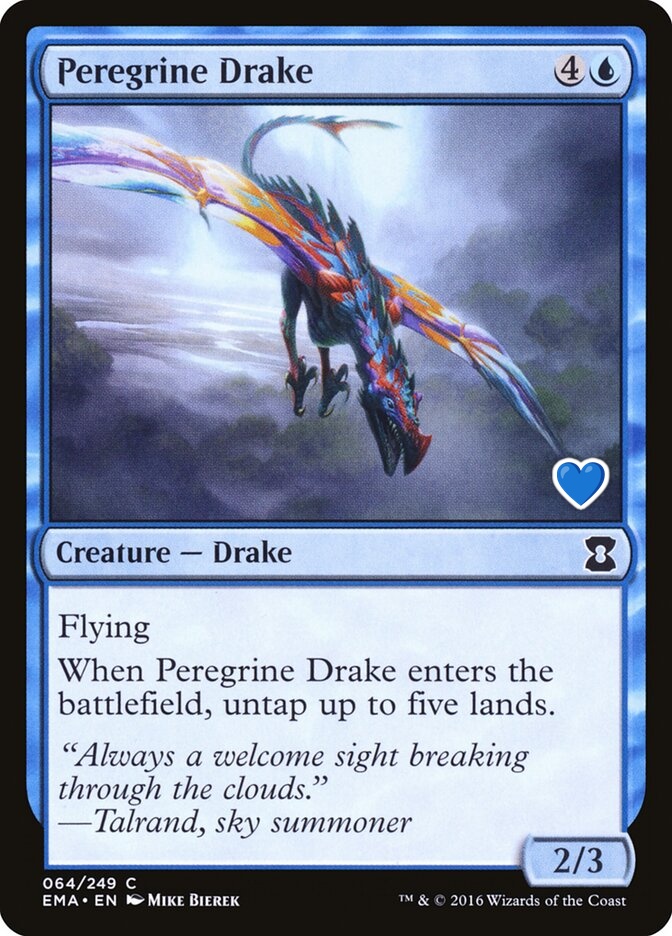 Peregrine Drake 4
Creature — Drake
Flying
When Peregrine Drake enters the
battlefield, untap up to five lands.
“Always a welcome sight breaking
through the clouds.”
—Talrand, sky summoner
2/3
064/249 C
EMA • EN Mike Bierek
™ & © 2016 Wizards of the Coast